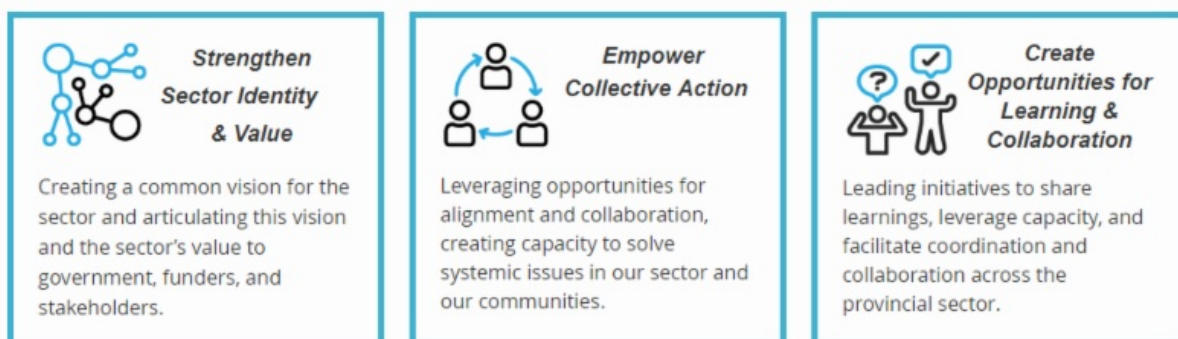 Strengthen
Sector Identity
& Value
Creating a common vision for the
sector and articulating this vision
and the sector's value to
government, funders, and
stakeholders.
Empower
Collective Action
Leveraging opportunities for
alignment and collaboration,
creating capacity to solve
systemic issues in our sector and
our communities.
?
Create
Opportunities for
Learning &
Collaboration
Leading initiatives to share
learnings, leverage capacity, and
facilitate coordination and
collaboration across the
provincial sector.